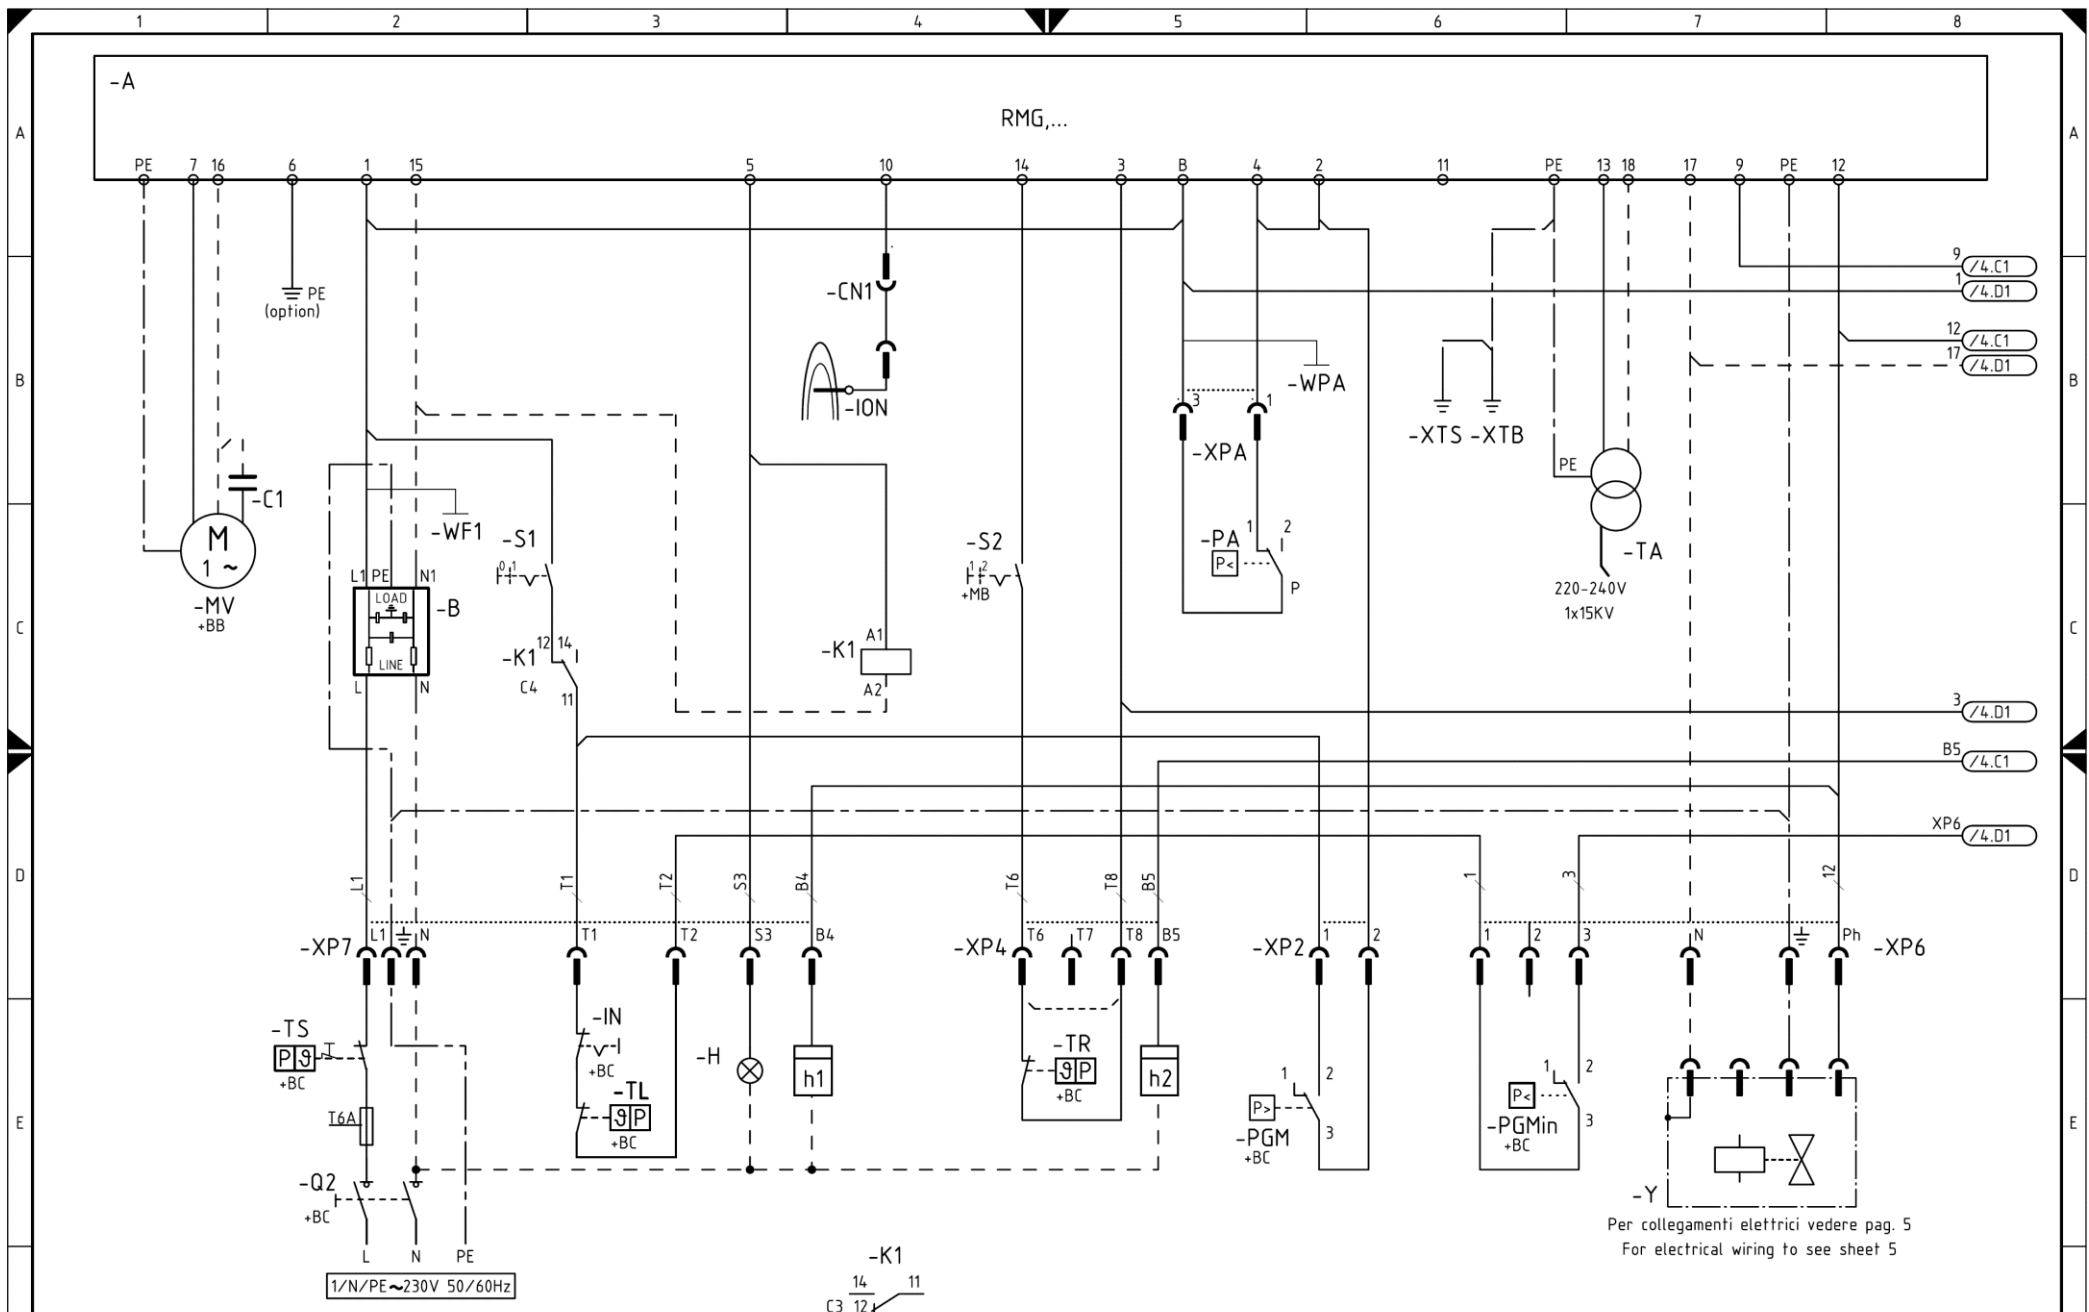 1 2 3 4 5 6 7 8
-A
RMG,...
A A
PE 7 16 6 1 15 5 10 14 3 B 4 2 11 PE 13 18 17 9 PE 12
9 /4.C1
-CN1
1 /4.D1
PE
(option)
12 /4.C1
17 /4.D1
B B
-WPA
-ION
3 1
-XTS -XTB
-XPA
PE
-C1
-WF1
-S1
0 1
-S2
1 2
+MB
-PA
P<
1 2
P
-TA
220-240V
1x15KV
M
1 ~
-MV
+BB
L1 PE N1
LOAD
-B
LINE
L N
C C
-K1
12 14
C4
11
-K1
A1
A2
3 /4.D1
B5 /4.C1
XP6 /4.D1
D D
L1 T1 T2 S3 B4 T6 T8 B5 1 3 12
-XP7 L1 N T1 T2 S3 B4 -XP4 T6 T7 T8 B5 -XP2 1 2 1 2 3 N Ph -XP6
-TS
Pϑ
+BC
-IN
+BC
-TL
ϑP
+BC
-H
h1
-TR
ϑP
+BC
h2
1 2
P>
3
-PGM
+BC
1 2
P<
3
-PGMin
+BC
E E
T6A
-Q2
+BC
-Y
Per collegamenti elettrici vedere pag. 5
For electrical wiring to see sheet 5
L N PE
1/N/PE~230V 50/60Hz
-K1
14 11
C3 12